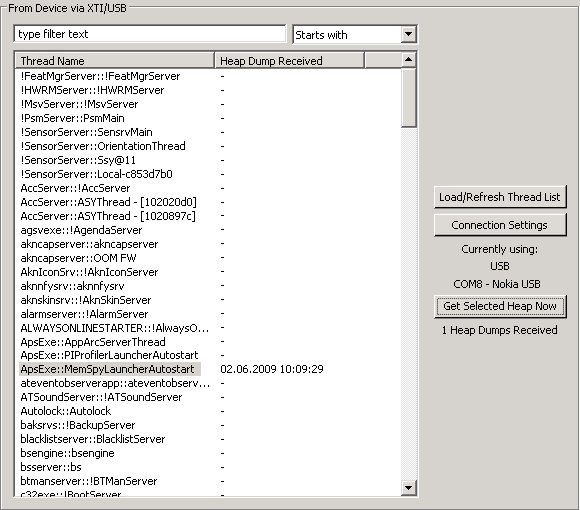 From Device via XTI/USB
type filter text Starts with
Thread Name Heap Dump Received
!FeatMgrServer::!FeatMgrServer -
!HWRMServer::!HWRMServer -
!MsvServer::!MsvServer -
!PsmServer::PsmMain -
!SensorServer::SensrvMain -
!SensorServer::OrientationThread -
!SensorServer::Ssy@11 -
!SensorServer::Local-c853d7b0 -
AccServer::!AccServer -
AccServer::ASYThread - [102020d0] -
AccServer::ASYThread - [1020897c] -
agsvexe::!AgendaServer -
akncapserver::akncapserver -
akncapserver::OOM FW -
AknIconSrv::!AknIconServer -
aknnfysrv::aknnfysrv -
aknskinsrv::!AknSkinServer -
alarmserver::!AlarmServer -
ALWAYSONLINESTARTER::!AlwaysO... -
ApsExe::AppArcServerThread -
ApsExe::PIProfilerLauncherAutostart -
ApsExe::MemSpyLauncherAutostart 02.06.2009 10:09:29
ateventobserverapp::ateventobserv... -
ATSoundServer::!ATSoundServer -
Autolock::Autolock -
baksrvs::!BackupServer -
blacklistserver::BlacklistServer -
bsengine::bsengine -
bsserver::bs -
btmanserver::!BTManServer -
c32exe::!RootServer -
Load/Refresh Thread List
Connection Settings
Currently using:
USB
COM8 - Nokia USB
Get Selected Heap Now
1 Heap Dumps Received